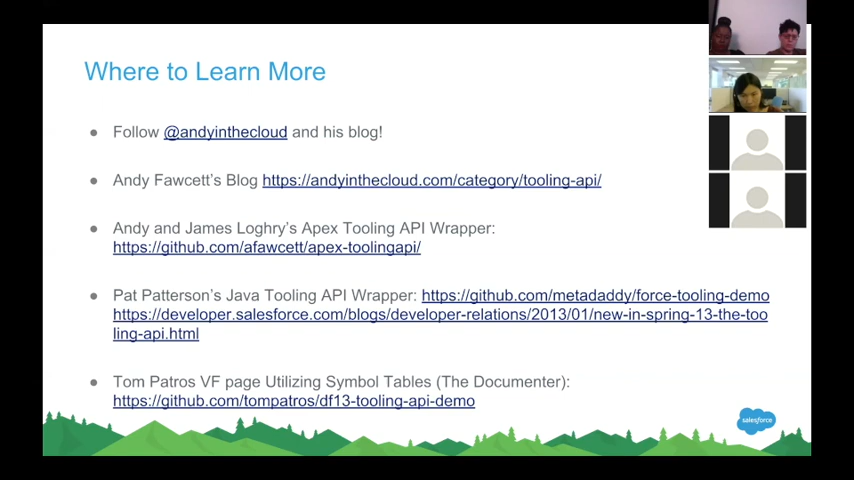 Where to Learn More
● Follow @andyinthecloud and his blog!
● Andy Fawcett's Blog https://andyinthecloud.com/category/tooling-api/
● Andy and James Loghry's Apex Tooling API Wrapper:
https://github.com/afawcett/apex-toolingapi/
● Pat Patterson's Java Tooling API Wrapper: https://github.com/metadaddy/force-tooling-demo
https://developer.salesforce.com/blogs/developer-relations/2013/01/new-in-spring-13-the-too
ling-api.html
● Tom Patros VF page Utilizing Symbol Tables (The Documenter):
https://github.com/tompatros/df13-tooling-api-demo
salesforce